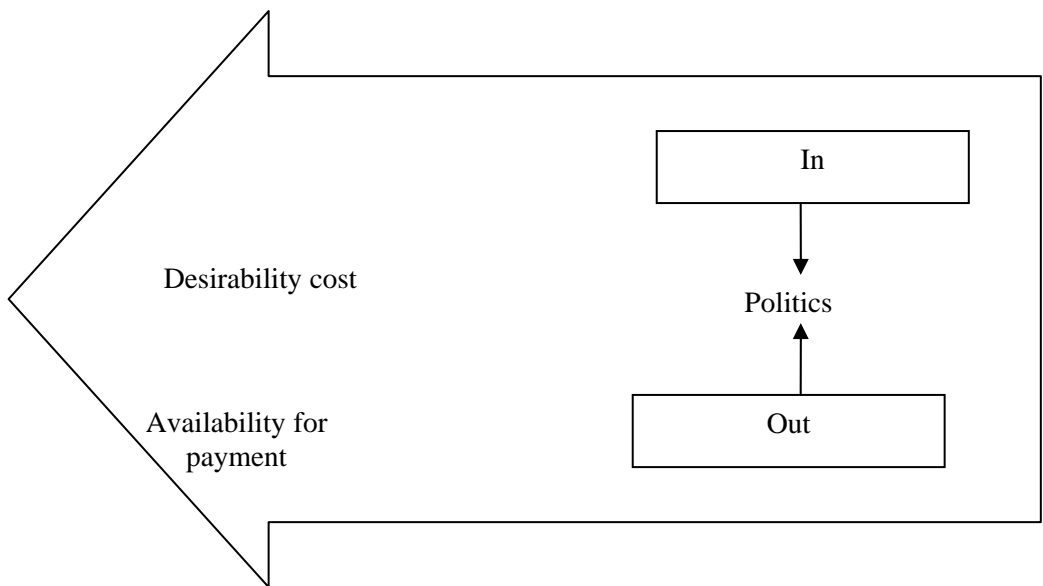 In
Desirability cost
Politics
Availability for
payment
Out